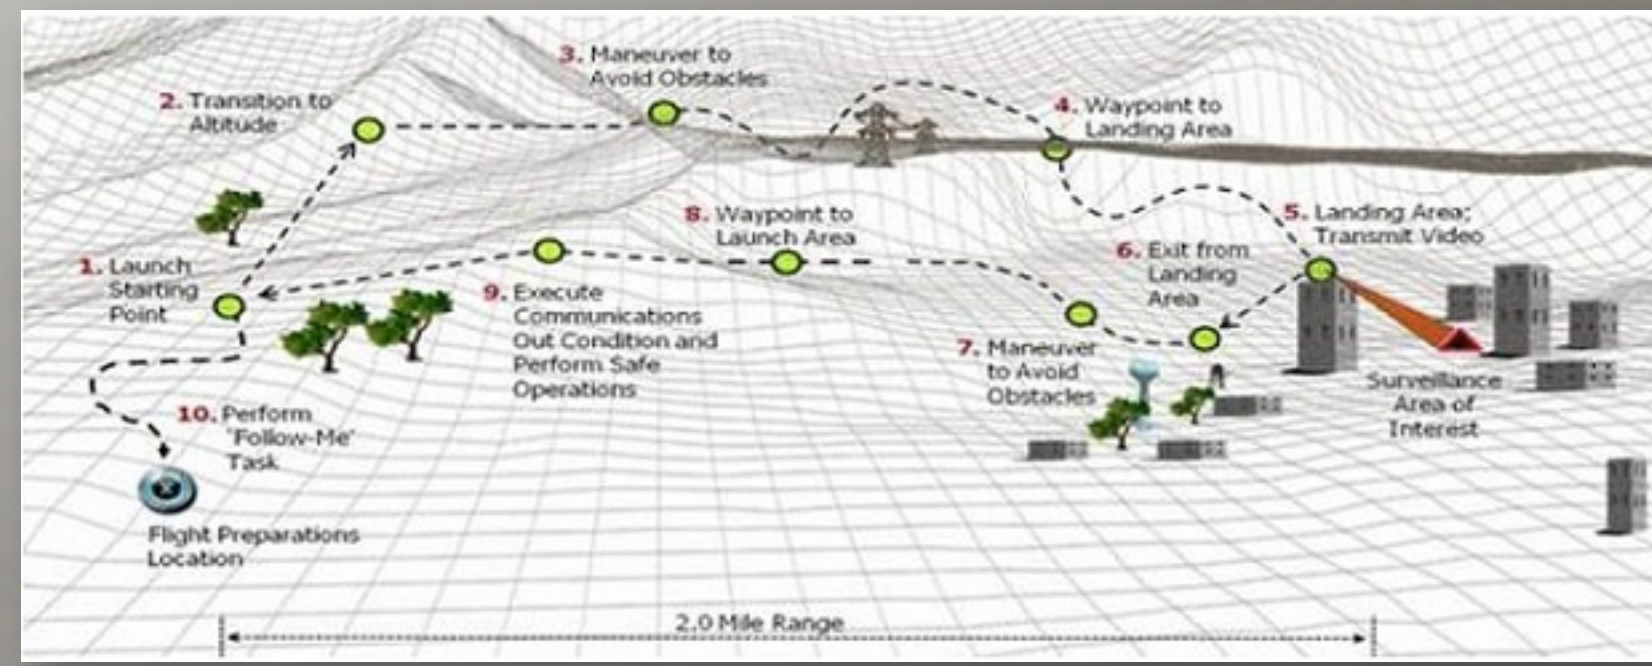 1. Launch
Starting
Point
2. Transition to
Altitude
3. Maneuver to
Avoid Obstacles
4. Waypoint to
Landing Area
5. Landing Area;
Transmit Video
6. Exit from
Landing
Area
7. Maneuver
to Avoid
Obstacles
8. Waypoint to
Launch Area
9. Execute
Communications
Out Condition and
Perform Safe
Operations
10. Perform
'Follow-Me'
Task
Flight Preparations
Location
Surveillance
Area of
Interest
2.0 Mile Range